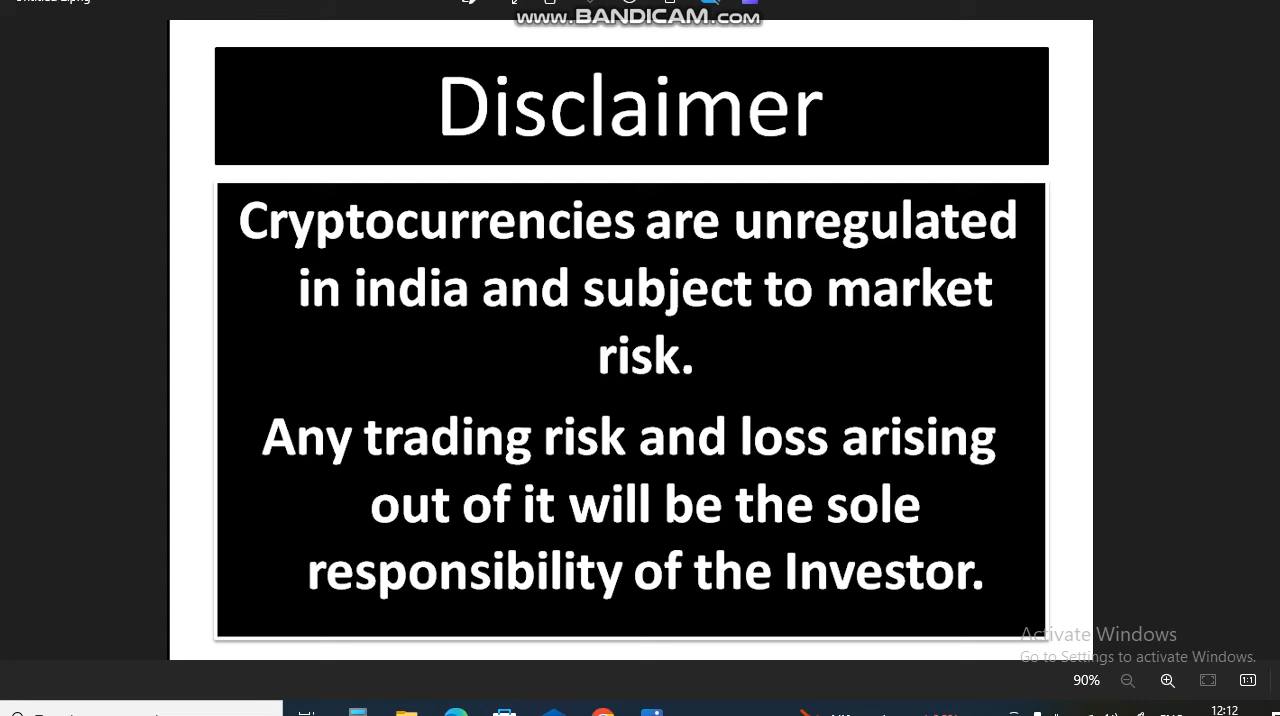 www.BANDICAM.com
Disclaimer
Cryptocurrencies are unregulated
in india and subject to market
risk.
Any trading risk and loss arising
out of it will be the sole
responsibility of the Investor.
Activate Windows
Go to Settings to activate Windows.
90%
1:1
12:12